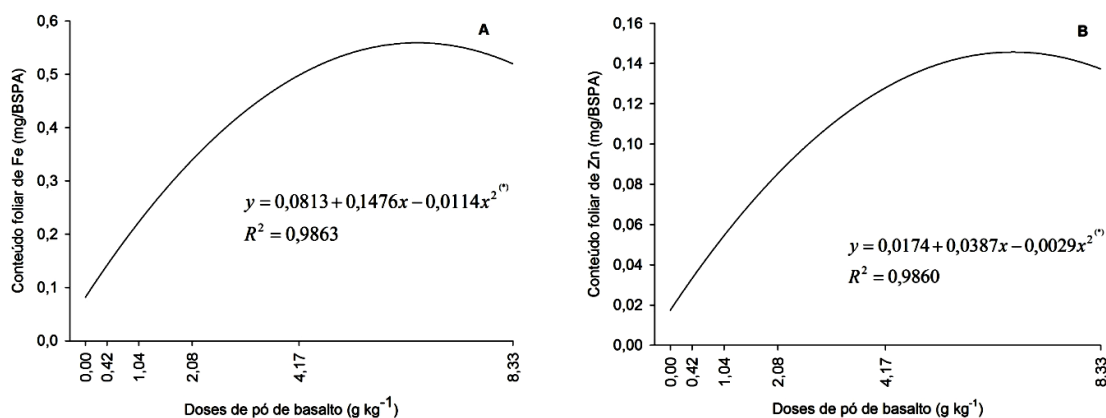 A
Conteúdo foliar de Fe (mg/BSPA)
0,6
0,5
0,4
0,3
0,2
0,1
0,0
y = 0,0813 + 0,1476x − 0,0114x² (*)
R² = 0,9863
0,00
0,42
1,04
2,08
4,17
8,33
Doses de pó de basalto (g kg⁻¹)
B
Conteúdo foliar de Zn (mg/BSPA)
0,16
0,14
0,12
0,10
0,08
0,06
0,04
0,02
0,00
y = 0,0174 + 0,0387x − 0,0029x² (*)
R² = 0,9860
0,00
0,42
1,04
2,08
4,17
8,33
Doses de pó de basalto (g kg⁻¹)